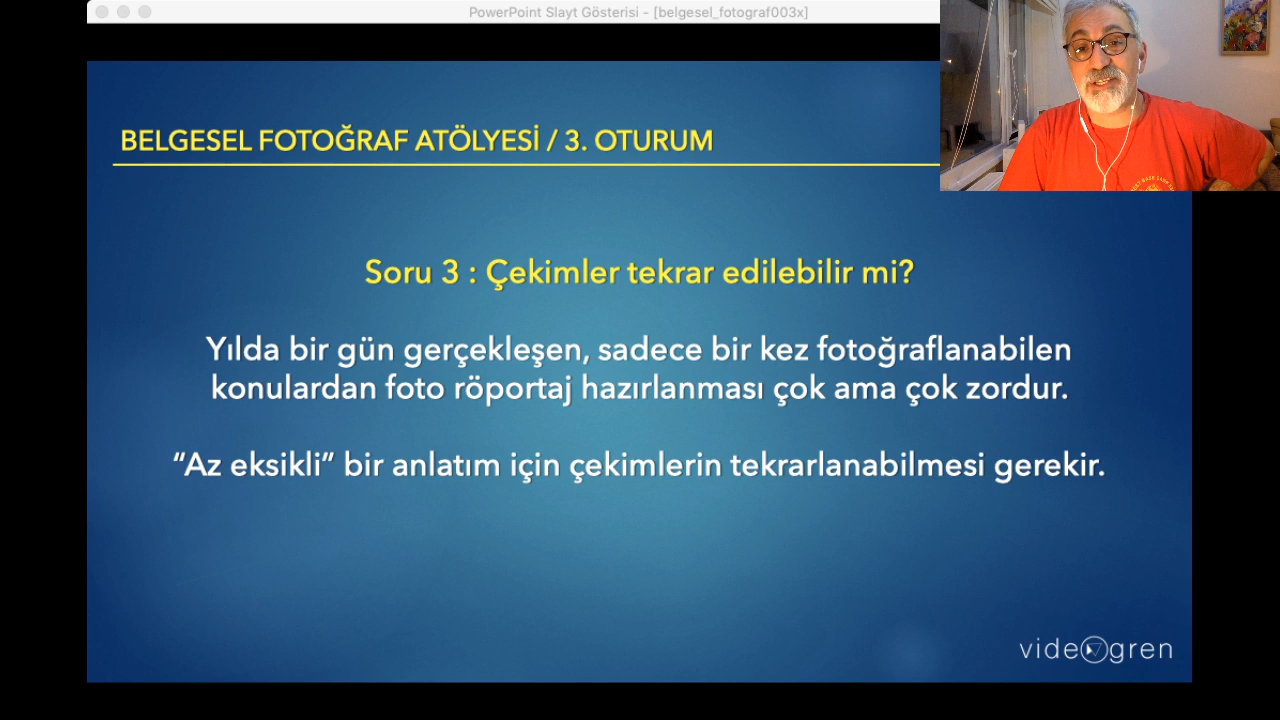 PowerPoint Slayt Gösterisi - [belgesel_fotograf003x]
BELGESEL FOTOĞRAF ATÖLYESİ / 3. OTURUM
Soru 3 : Çekimler tekrar edilebilir mi?
Yılda bir gün gerçekleşen, sadece bir kez fotoğraflanabilen
konulardan foto röportaj hazırlanması çok ama çok zordur.
“Az eksikli” bir anlatım için çekimlerin tekrarlanabilmesi gerekir.
videogren